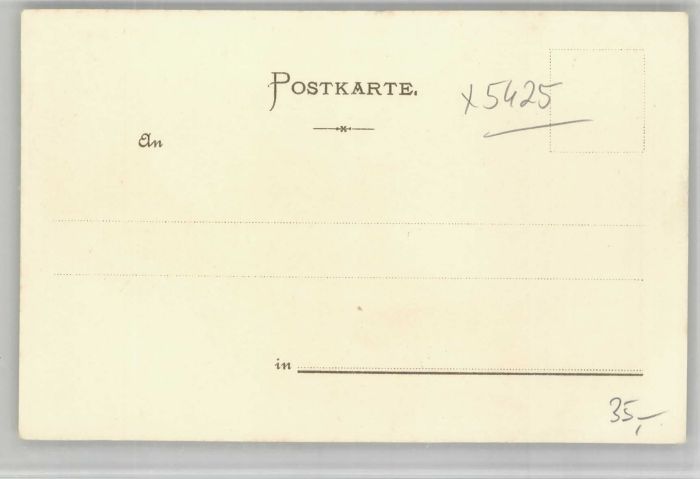 POSTKARTE.
x5425
An
in
35,-